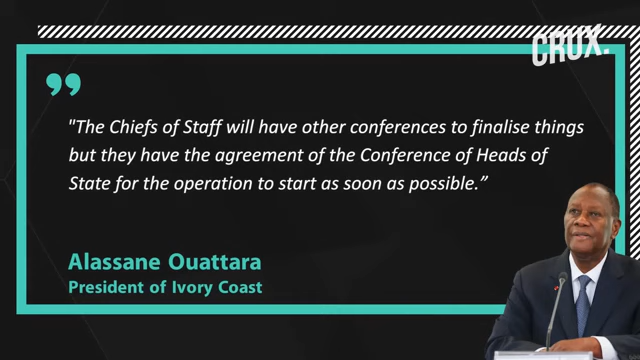 CRUX.
"The Chiefs of Staff will have other conferences to finalise things
but they have the agreement of the Conference of Heads of
State for the operation to start as soon as possible.”
Alassane Ouattara
President of Ivory Coast